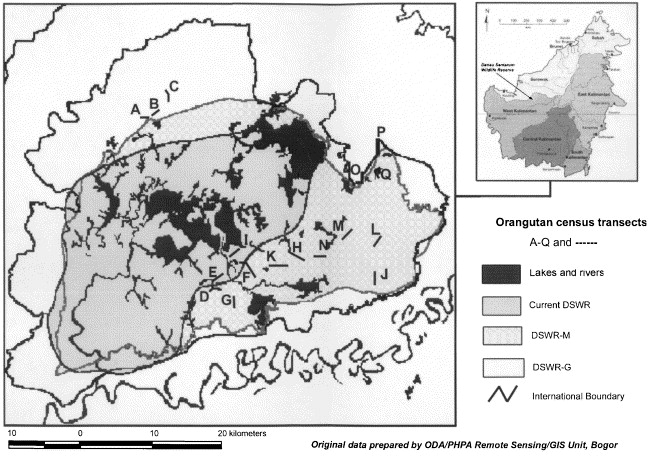 C
B
A
P
O
Q
M
L
I
H
N
K
E
F
J
D
G
N
Danau Sentarum
Wildlife Reserve
Brunei
Sabah
Sarawak
East Kalimantan
West Kalimantan
Central Kalimantan
South
Kalimantan
Orangutan census transects
A-Q and ------
Lakes and rivers
Current DSWR
DSWR-M
DSWR-G
International Boundary
10 0 10 20 kilometers
Original data prepared by ODA/PHPA Remote Sensing/GIS Unit, Bogor